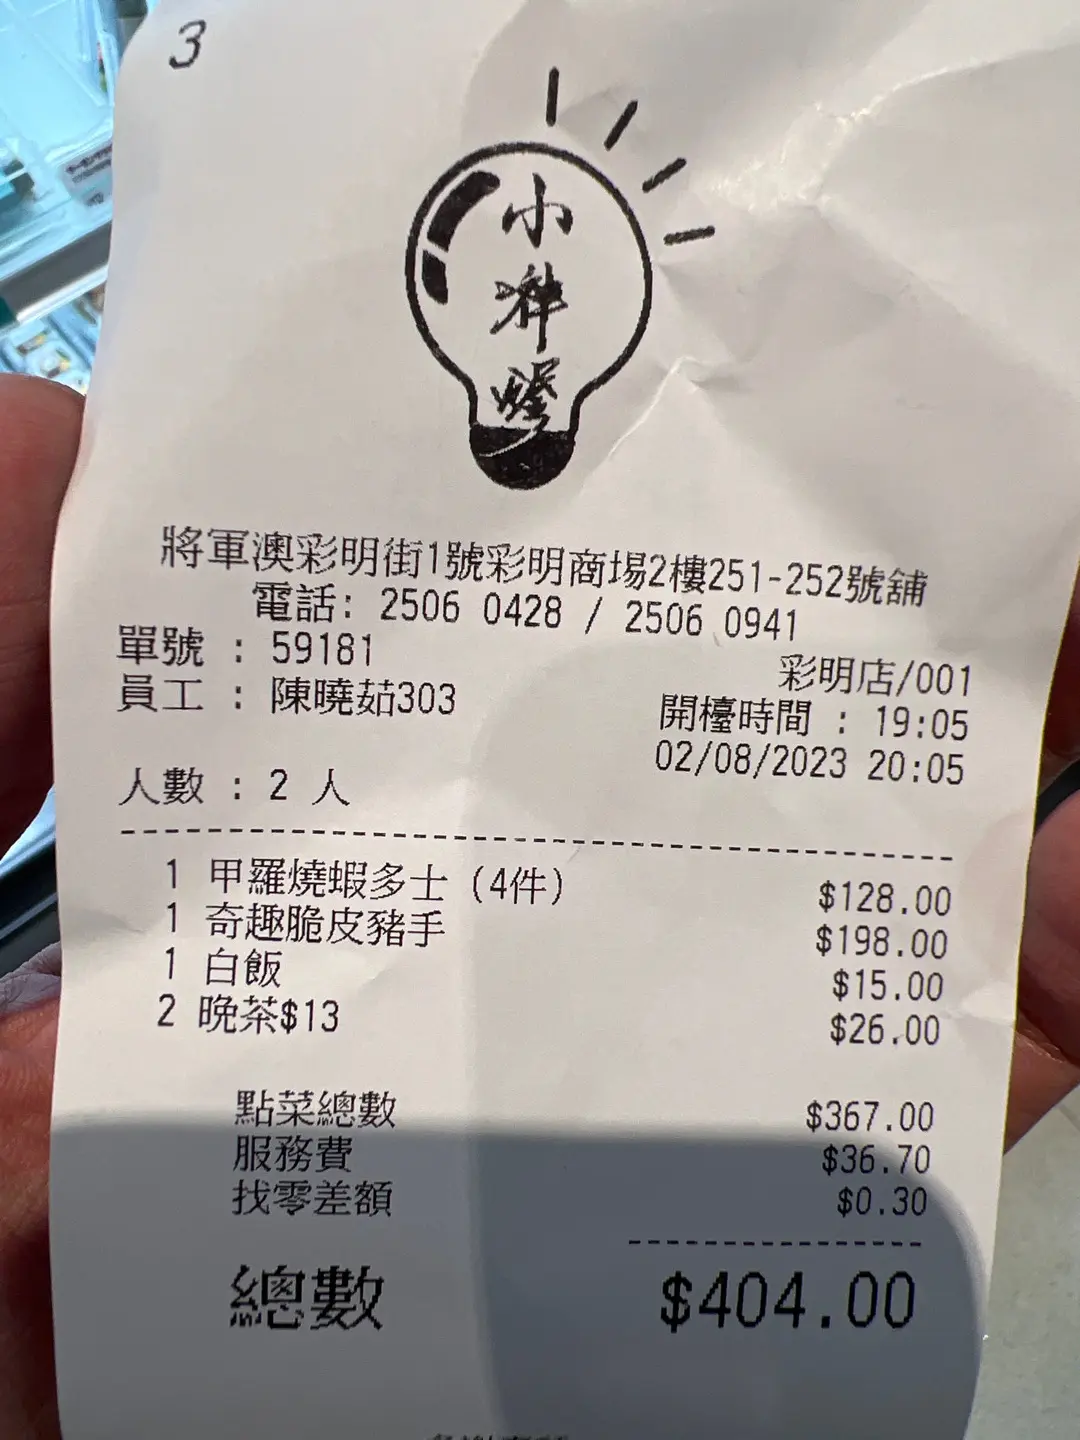 3
小
將軍澳彩明街1號彩明商場2樓251-252號舖
電話: 2506 0428 / 2506 0941
單號 : 59181
彩明店/001
員工 : 陳曉茹303
開檯時間 : 19:05
02/08/2023 20:05
人數 : 2 人
1 甲羅燒蝦多士 (4件) $128.00
1 奇趣脆皮豬手 $198.00
1 白飯 $15.00
2 晚茶$13 $26.00
點菜總數 $367.00
服務費 $36.70
找零差額 $0.30
總數 $404.00